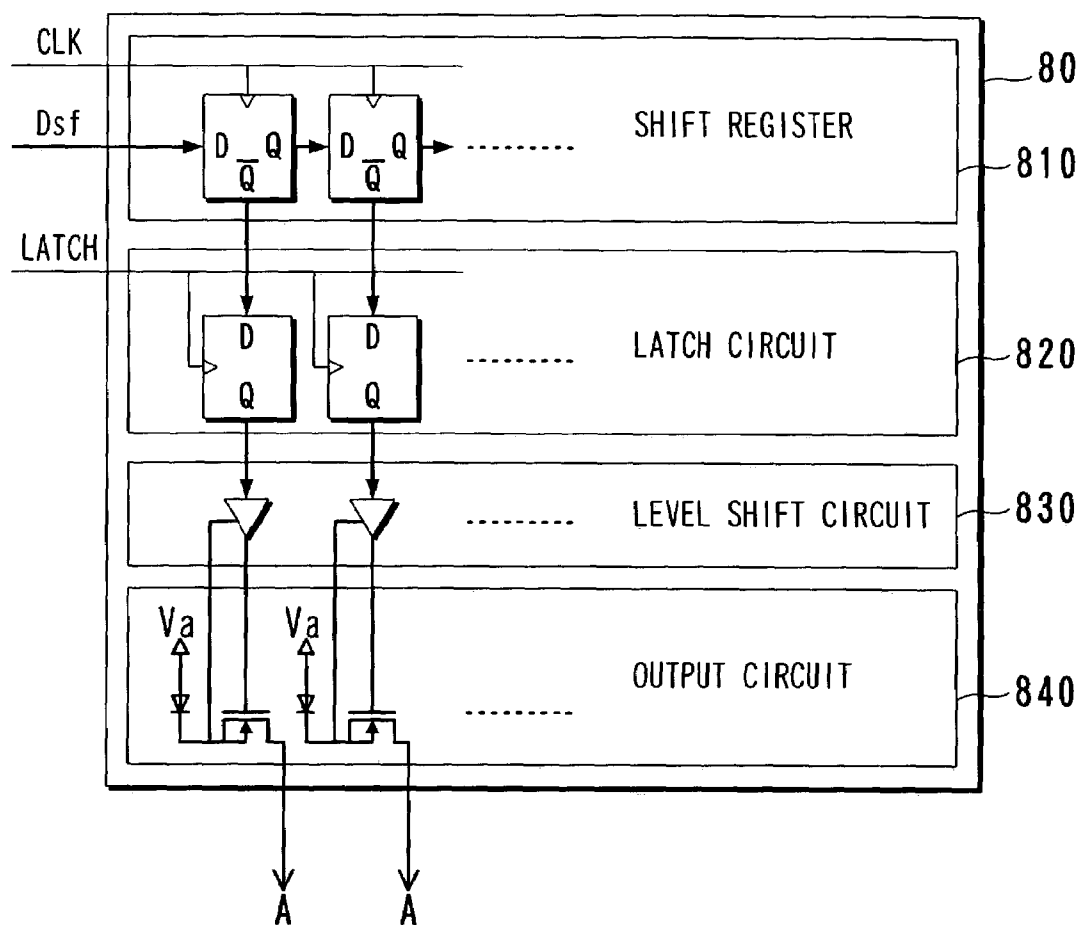 CLK
80
Dsf
D Q
Q̅
D Q
Q̅
........
SHIFT REGISTER
810
LATCH
D
Q
D
Q
........
LATCH CIRCUIT
820
........
LEVEL SHIFT CIRCUIT
830
Va
Va
........
OUTPUT CIRCUIT
840
A
A